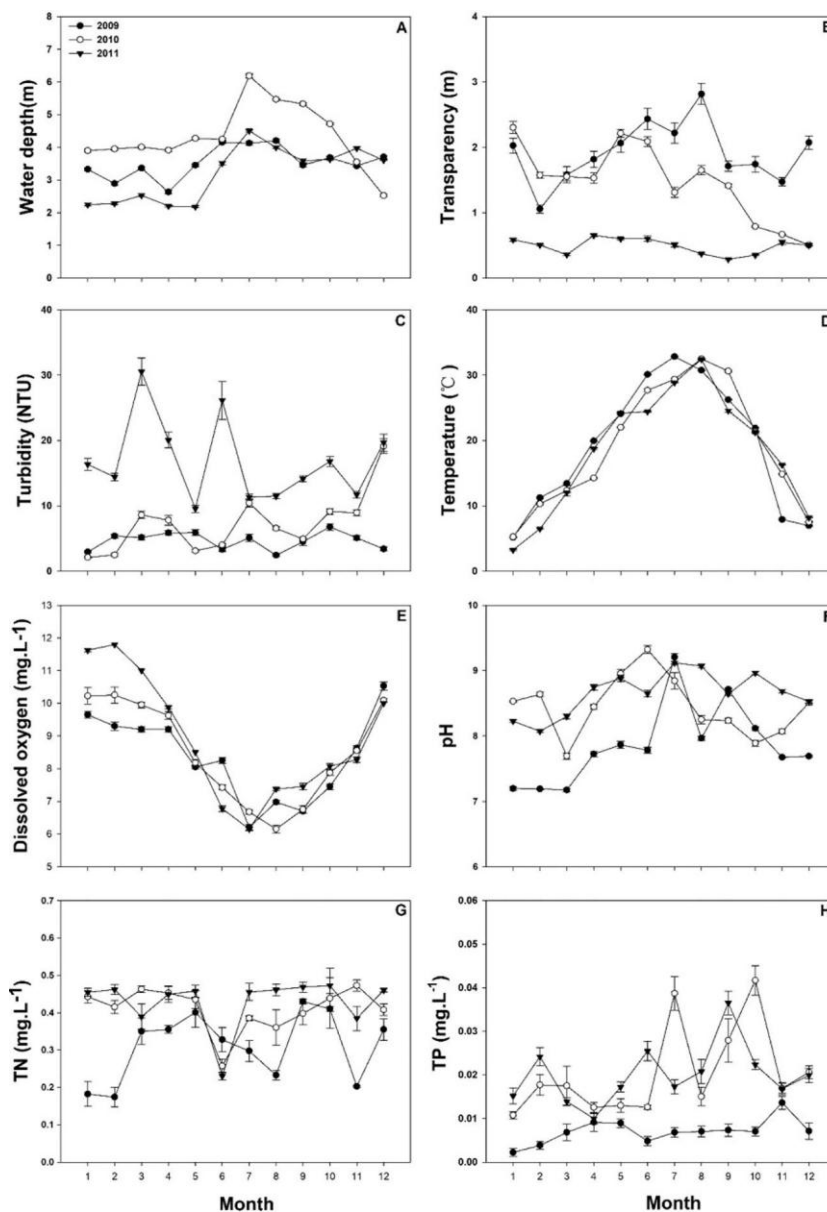 A
2009
2010
2011
Water depth(m)
8
7
6
5
4
3
2
1
0
B
Transparency (m)
4
3
2
1
0
C
Turbidity (NTU)
40
30
20
10
0
D
Temperature (℃)
40
30
20
10
0
E
Dissolved oxygen (mg.L-1)
13
12
11
10
9
8
7
6
5
F
pH
10
9
8
7
6
G
TN (mg.L-1)
0.7
0.6
0.5
0.4
0.3
0.2
0.1
0.0
1 2 3 4 5 6 7 8 9 10 11 12
Month
H
TP (mg.L-1)
0.06
0.05
0.04
0.03
0.02
0.01
0.00
1 2 3 4 5 6 7 8 9 10 11 12
Month